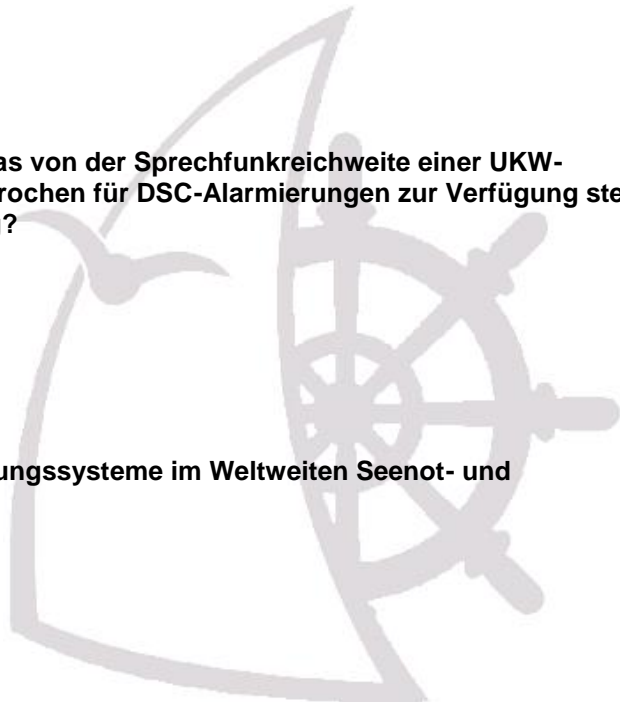 as von der Sprechfunkreichweite einer UKW-
rochen für DSC-Alarmierungen zur Verfügung ste
?
ungssysteme im Weltweiten Seenot- und